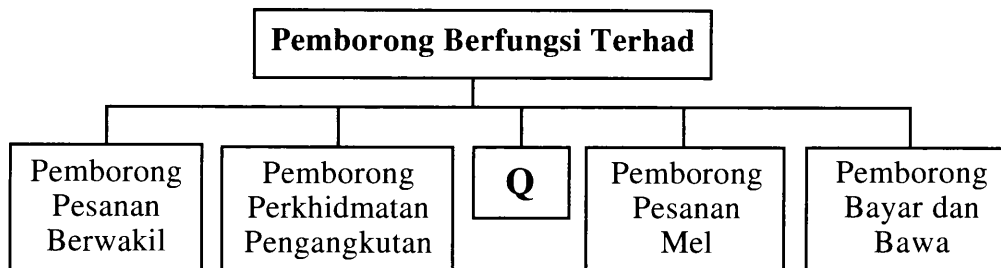 Pemborong Berfungsi Terhad
Pemborong
Pesanan
Berwakil
Pemborong
Perkhidmatan
Pengangkutan
Q
Pemborong
Pesanan
Mel
Pemborong
Bayar dan
Bawa